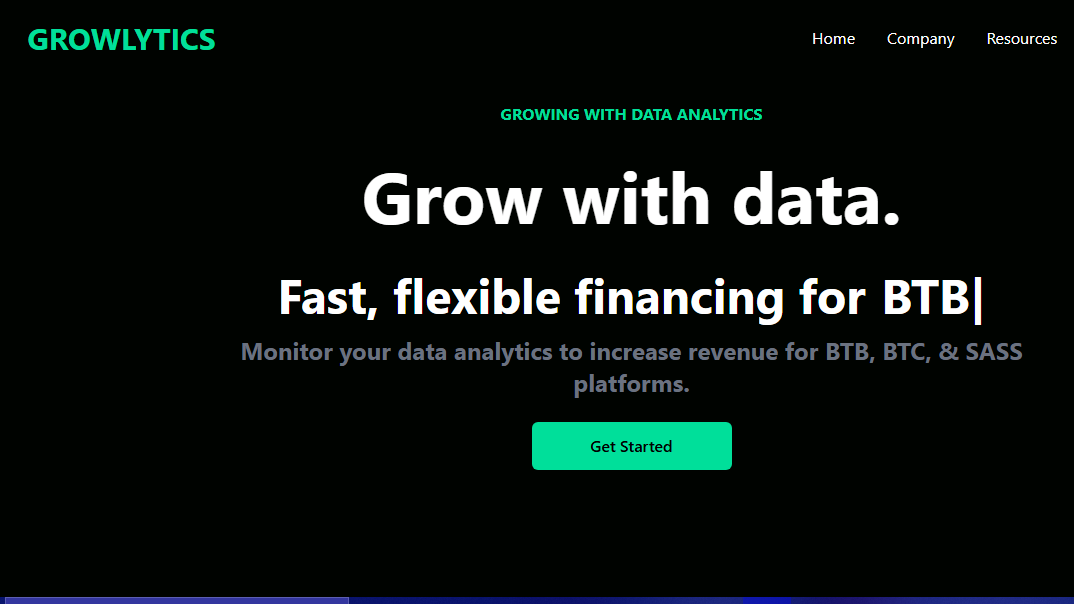 GROWLYTICS
Home Company Resources
GROWING WITH DATA ANALYTICS
Grow with data.
Fast, flexible financing for BTB|
Monitor your data analytics to increase revenue for BTB, BTC, & SASS
platforms.
Get Started